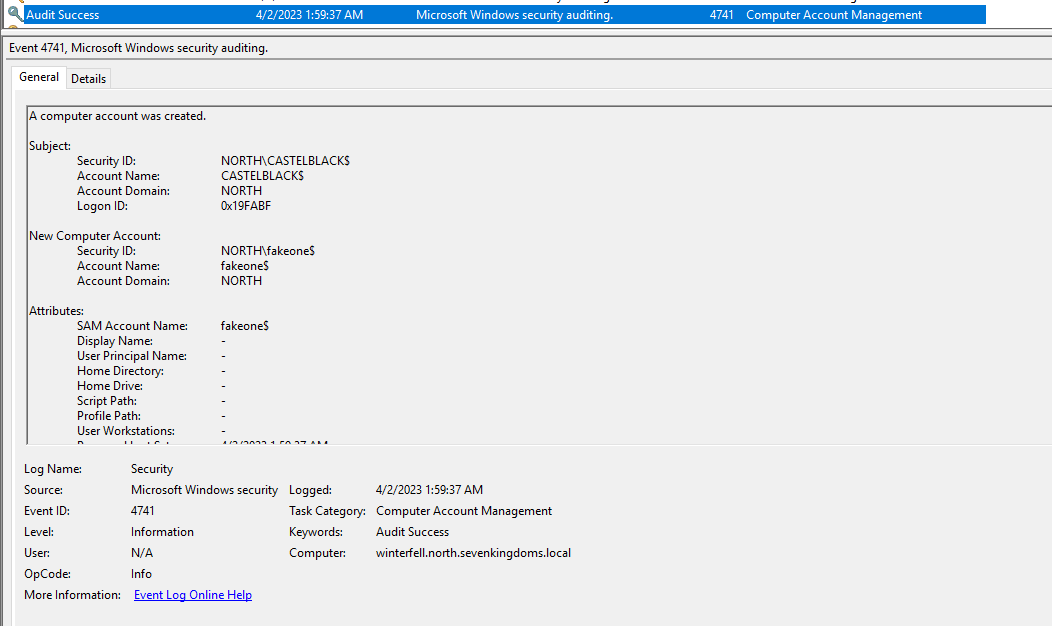 Audit Success 4/2/2023 1:59:37 AM Microsoft Windows security auditing. 4741 Computer Account Management
Event 4741, Microsoft Windows security auditing.
General Details
A computer account was created.
Subject:
Security ID: NORTH\CASTELBLACK$
Account Name: CASTELBLACK$
Account Domain: NORTH
Logon ID: 0x19FABF
New Computer Account:
Security ID: NORTH\fakeone$
Account Name: fakeone$
Account Domain: NORTH
Attributes:
SAM Account Name: fakeone$
Display Name: -
User Principal Name: -
Home Directory: -
Home Drive: -
Script Path: -
Profile Path: -
User Workstations: -
Log Name: Security
Source: Microsoft Windows security Logged: 4/2/2023 1:59:37 AM
Event ID: 4741 Task Category: Computer Account Management
Level: Information Keywords: Audit Success
User: N/A Computer: winterfell.north.sevenkingdoms.local
OpCode: Info
More Information: Event Log Online Help